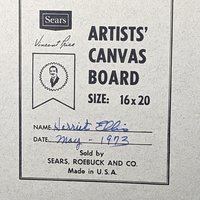 Sears
Vincent Price
ARTISTS'
CANVAS
BOARD
SIZE: 16x20
NAME Harriet Ellis
DATE May - 1973
Sold by
SEARS, ROEBUCK AND CO.
Made in U.S.A.